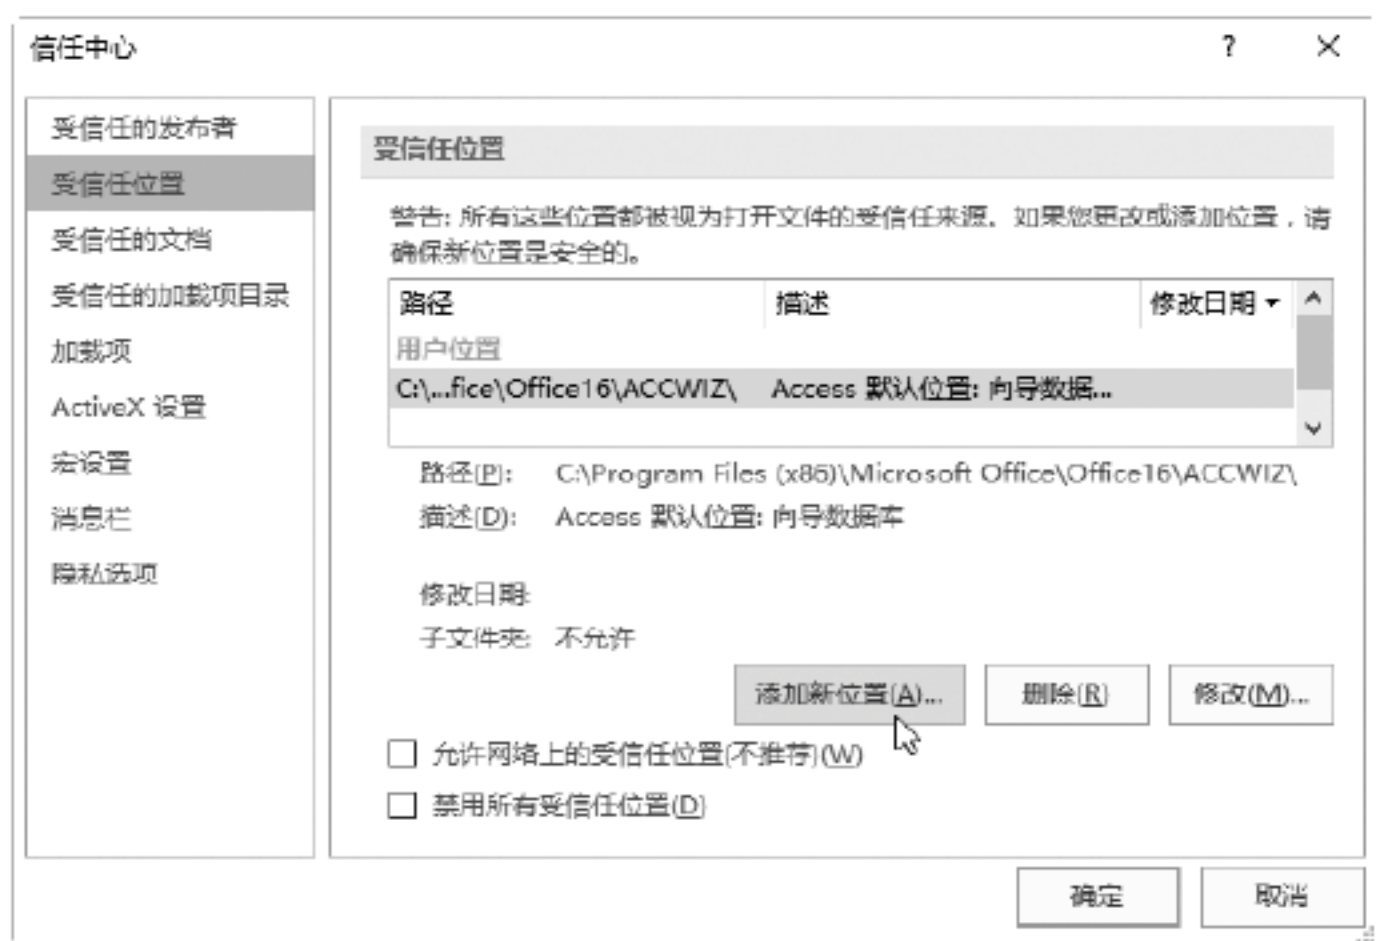 信任中心
?
受信任的发布者
受信任位置
受信任的文档
受信任的加载项目录
加载项
ActiveX 设置
宏设置
消息栏
隐私选项
受信任位置
警告: 所有这些位置都被视为打开文件的受信任来源。如果您更改或添加位置，请
确保新位置是安全的。
路径 描述 修改日期
用户位置
C:\...fice\Office16\ACCWIZ\ Access 默认位置: 向导数据...
路径(P): C:\Program Files (x86)\Microsoft Office\Office16\ACCWIZ\
描述(D): Access 默认位置: 向导数据库
修改日期:
子文件夹: 不允许
添加新位置(A)... 删除(R) 修改(M)...
允许网络上的受信任位置(不推荐)(W)
禁用所有受信任位置(D)
确定 取消